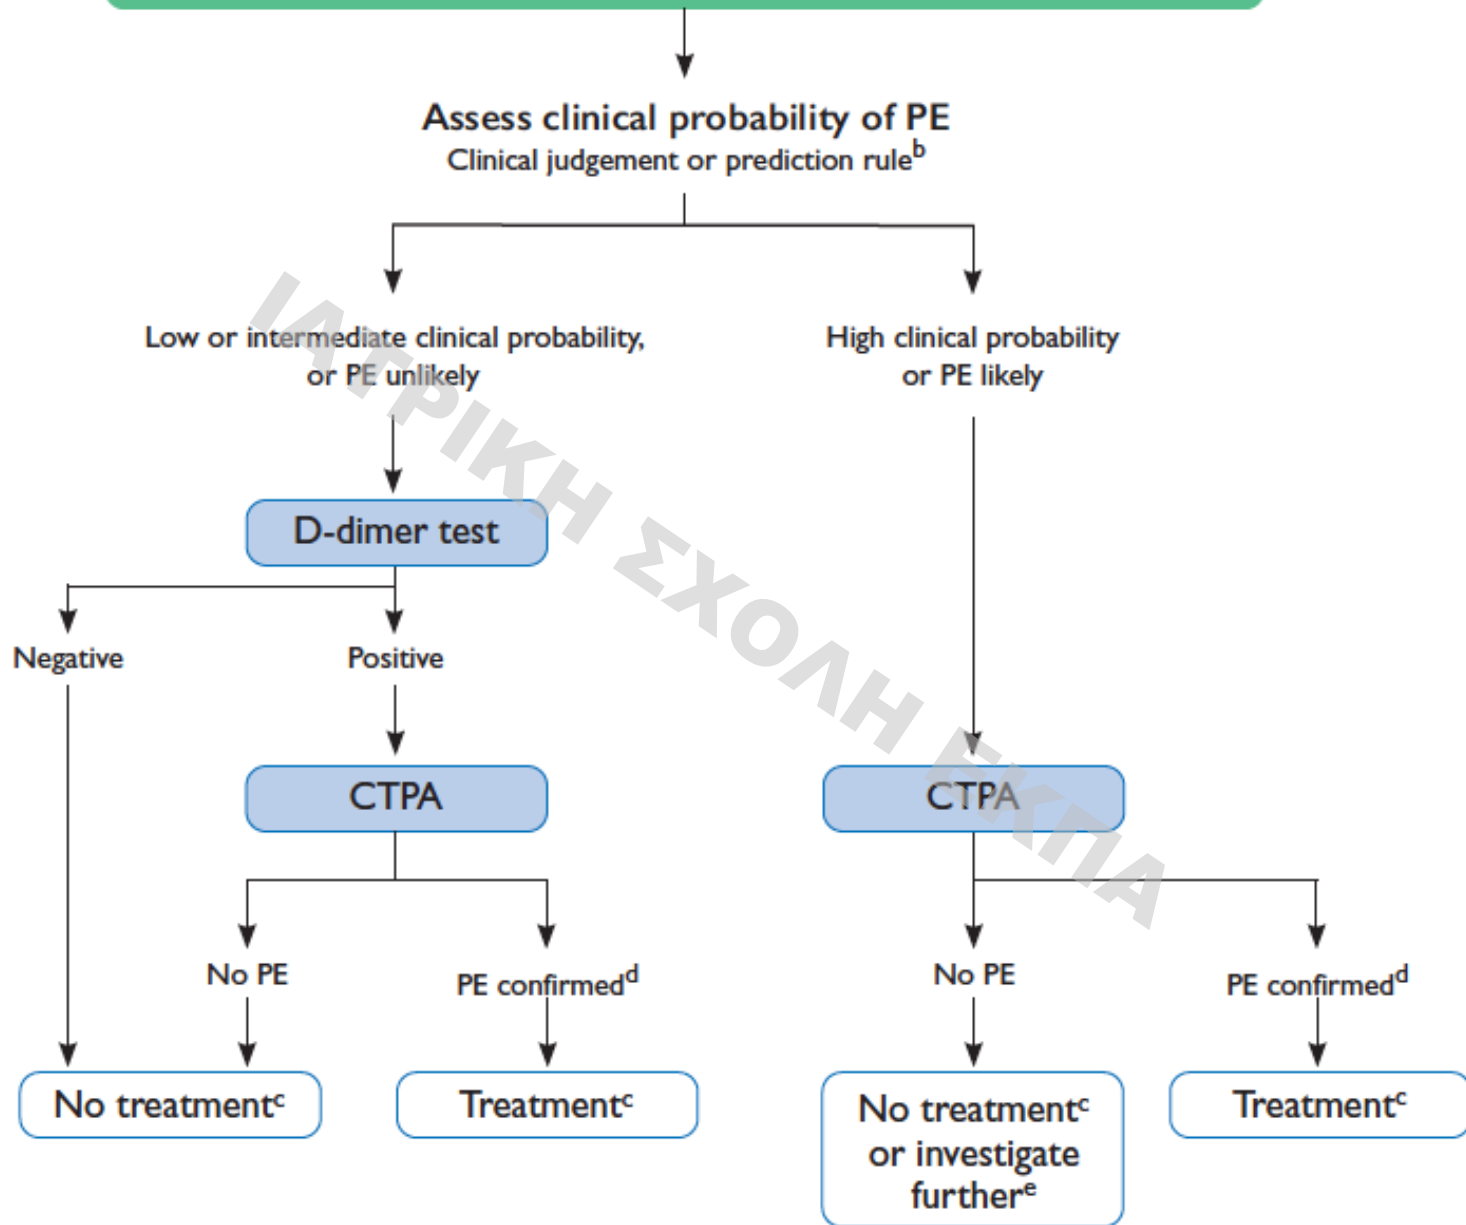 Assess clinical probability of PE
Clinical judgement or prediction rule^b
Low or intermediate clinical probability,
or PE unlikely
High clinical probability
or PE likely
D-dimer test
Negative
Positive
CTPA
CTPA
No PE
PE confirmed^d
No PE
PE confirmed^d
No treatment^c
Treatment^c
No treatment^c
or investigate
further^e
Treatment^c
ΙΑΤΡΙΚΗ ΣΧΟΛΗ ΕΚΠΑ